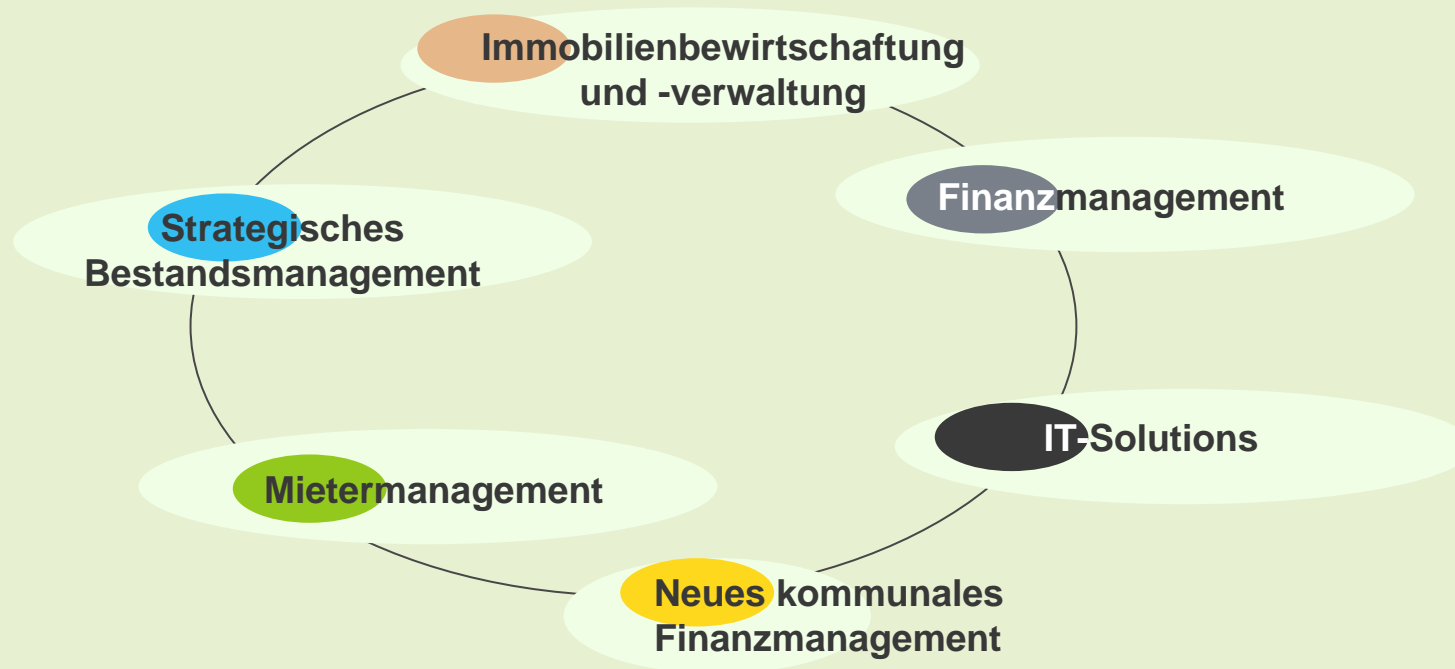 Immobilienbewirtschaftung
und -verwaltung
Finanzmanagement
Strategisches
Bestandsmanagement
IT-Solutions
Mietermanagement
Neues kommunales
Finanzmanagement